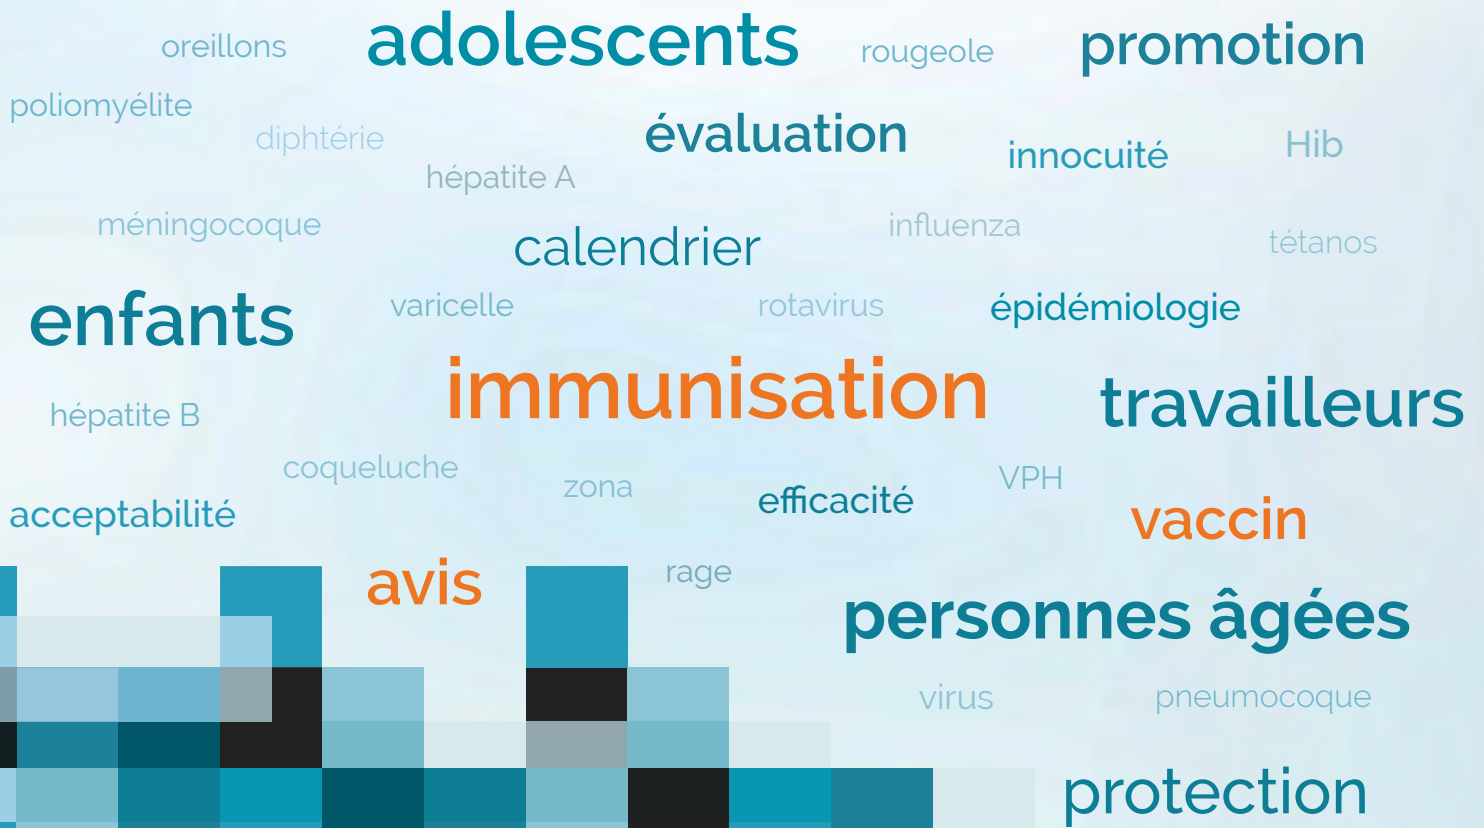 oreillons
adolescents
rougeole
promotion
poliomyélite
diphtérie
évaluation
innocuité
Hib
hépatite A
méningocoque
calendrier
influenza
tétanos
enfants
varicelle
rotavirus
épidémiologie
immunisation
travailleurs
hépatite B
coqueluche
zona
efficacité
VPH
acceptabilité
vaccin
avis
rage
personnes âgées
virus
pneumocoque
protection